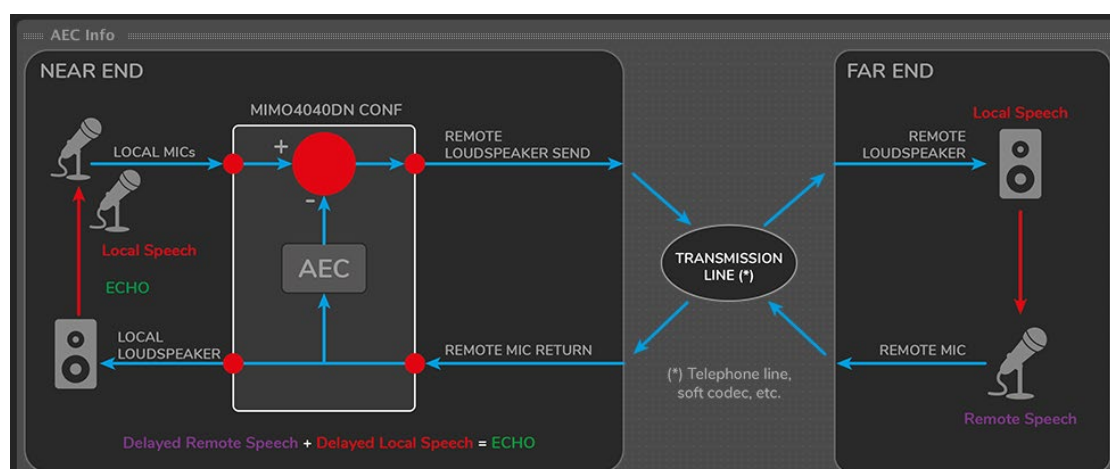 AEC Info
NEAR END
MIMO4040DN CONF
LOCAL MICs
+
-
REMOTE
LOUDSPEAKER SEND
Local Speech
ECHO
AEC
LOCAL
LOUDSPEAKER
REMOTE MIC RETURN
Delayed Remote Speech + Delayed Local Speech = ECHO
TRANSMISSION
LINE (*)
(*) Telephone line,
soft codec, etc.
FAR END
Local Speech
REMOTE
LOUDSPEAKER
REMOTE MIC
Remote Speech